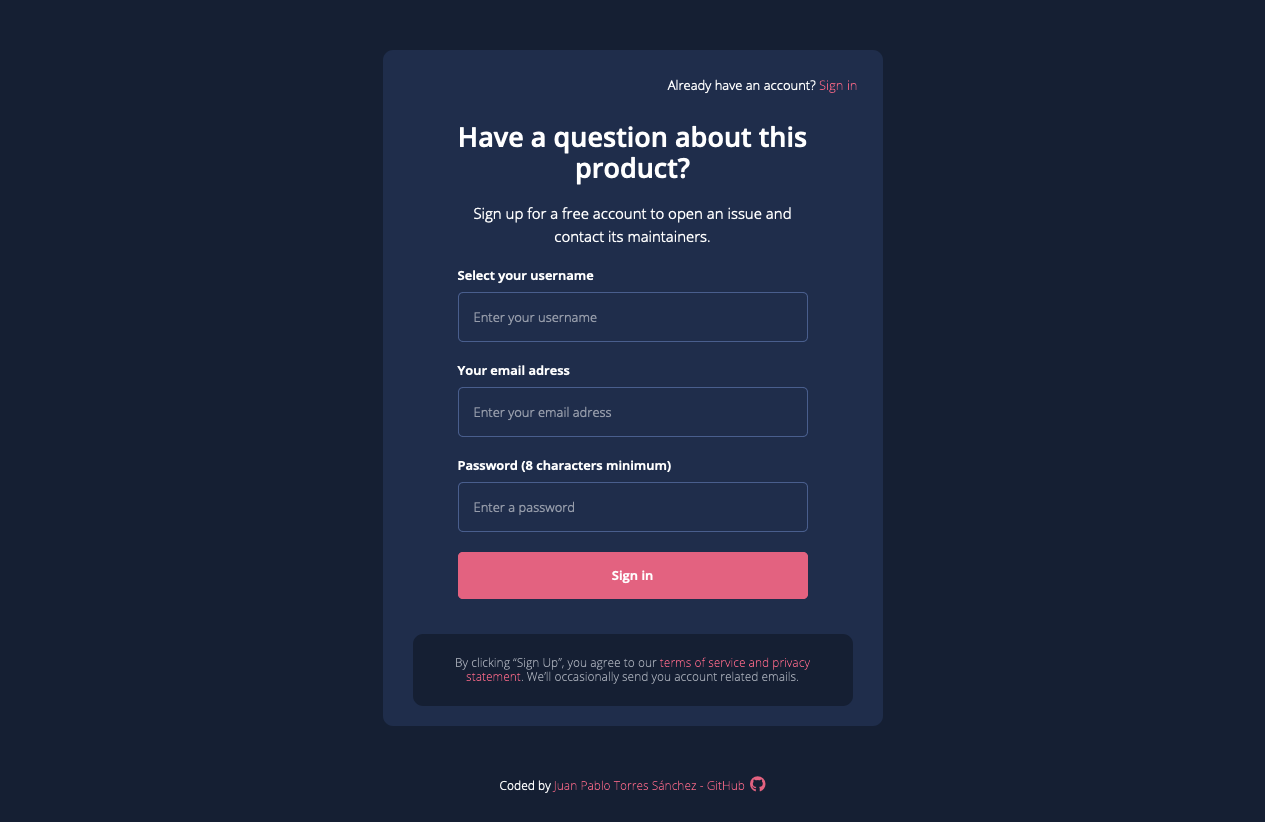 Already have an account? Sign in
Have a question about this
product?
Sign up for a free account to open an issue and
contact its maintainers.
Select your username
Enter your username
Your email adress
Enter your email adress
Password (8 characters minimum)
Enter a password
Sign in
By clicking “Sign Up”, you agree to our terms of service and privacy
statement. We’ll occasionally send you account related emails.
Coded by Juan Pablo Torres Sánchez - GitHub